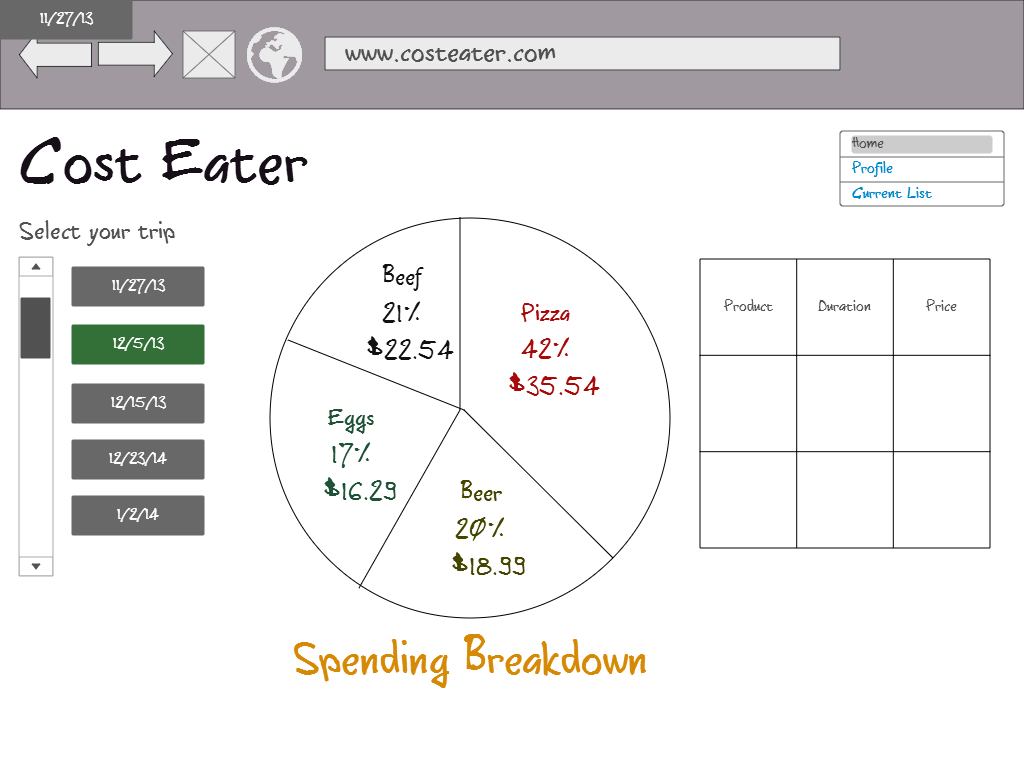 11/27/13
www.costeater.com
Cost Eater
Home
Profile
Current List
Select your trip
11/27/13
12/5/13
12/15/13
12/23/14
1/2/14
Beef
21%
$22.54
Pizza
42%
$35.54
Eggs
17%
$16.29
Beer
20%
$18.99
Product Duration Price
Spending Breakdown